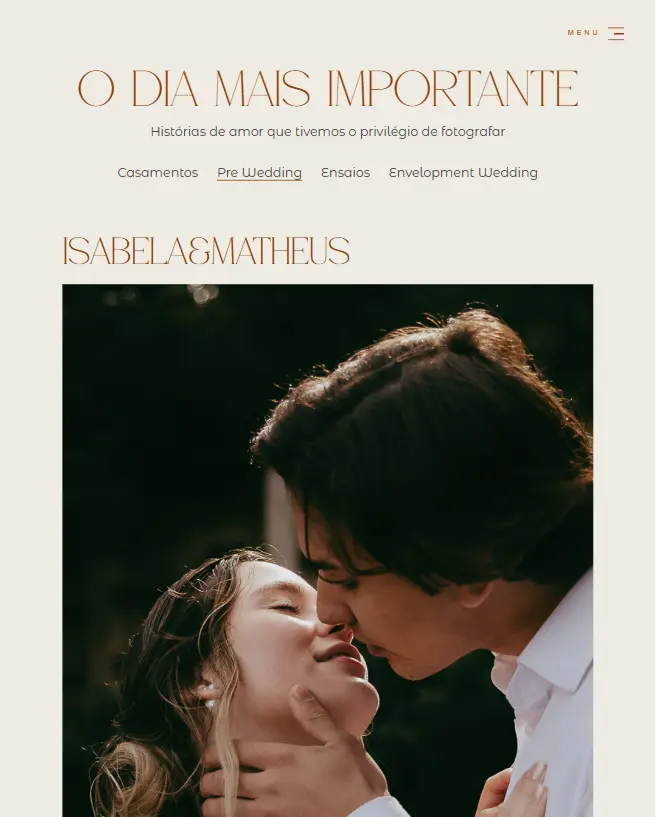 MENU
O DIA MAIS IMPORTANTE
Histórias de amor que tivemos o privilégio de fotografar
Casamentos Pre Wedding Ensaios Envelopment Wedding
ISABELA&MATHEUS